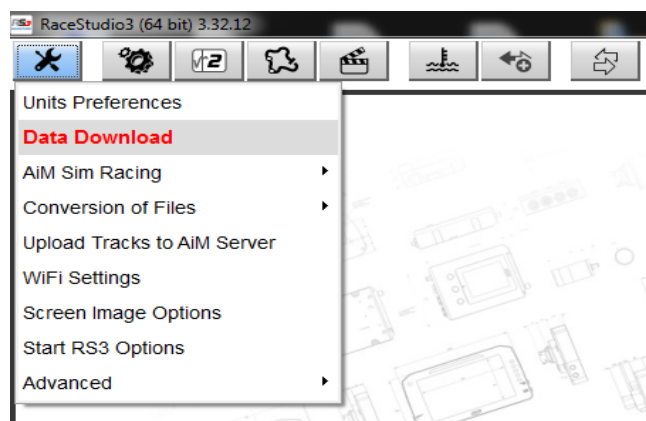 RS3 RaceStudio3 (64 bit) 3.32.12
Units Preferences
Data Download
AiM Sim Racing
Conversion of Files
Upload Tracks to AiM Server
WiFi Settings
Screen Image Options
Start RS3 Options
Advanced